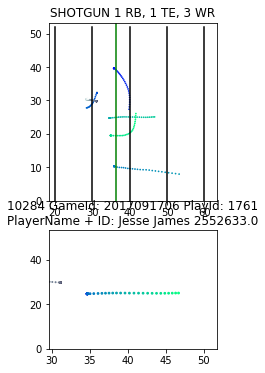 SHOTGUN 1 RB, 1 TE, 3 WR
50
40
30
20
10
0
20 30 40 50
10284 GameId: 2017091706 PlayId: 1761
PlayerName + ID: Jesse James 2552633.0
40
20
0
30 35 40 45 50